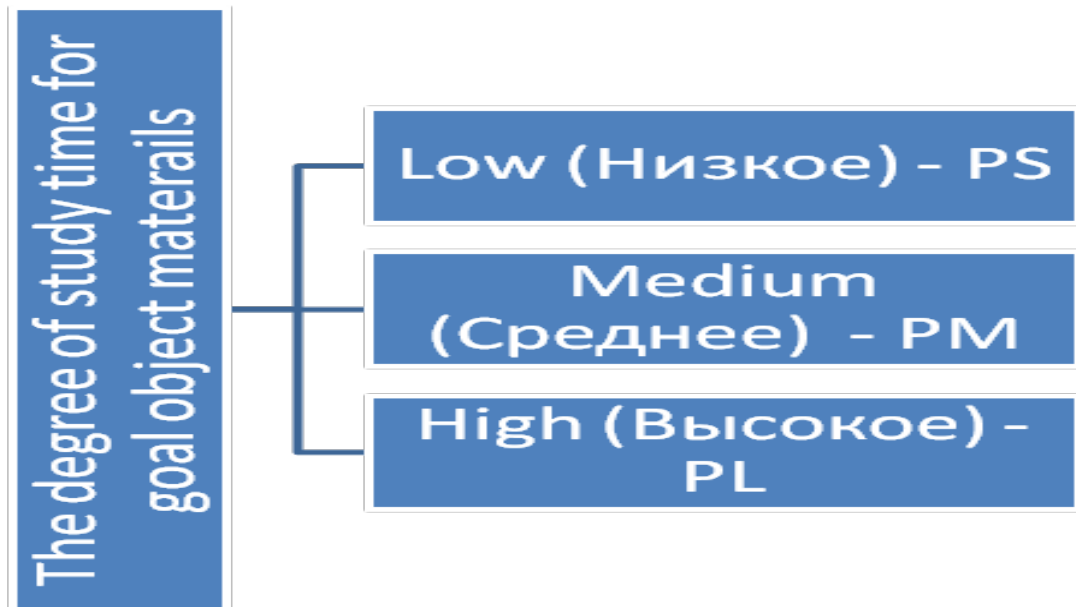 The degree of study time for
goal object materails
Low (Низкое) - PS
Medium
(Среднее) - PM
High (Высокое) -
PL